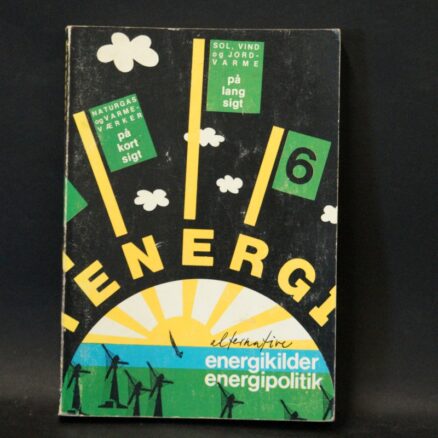 SOL, VIND
og JORD-
VARME
på
lang
sigt
NATURGAS
og VARME-
VÆRKER
på
kort
sigt
6
ENERGI
alternative
energikilder
energipolitik